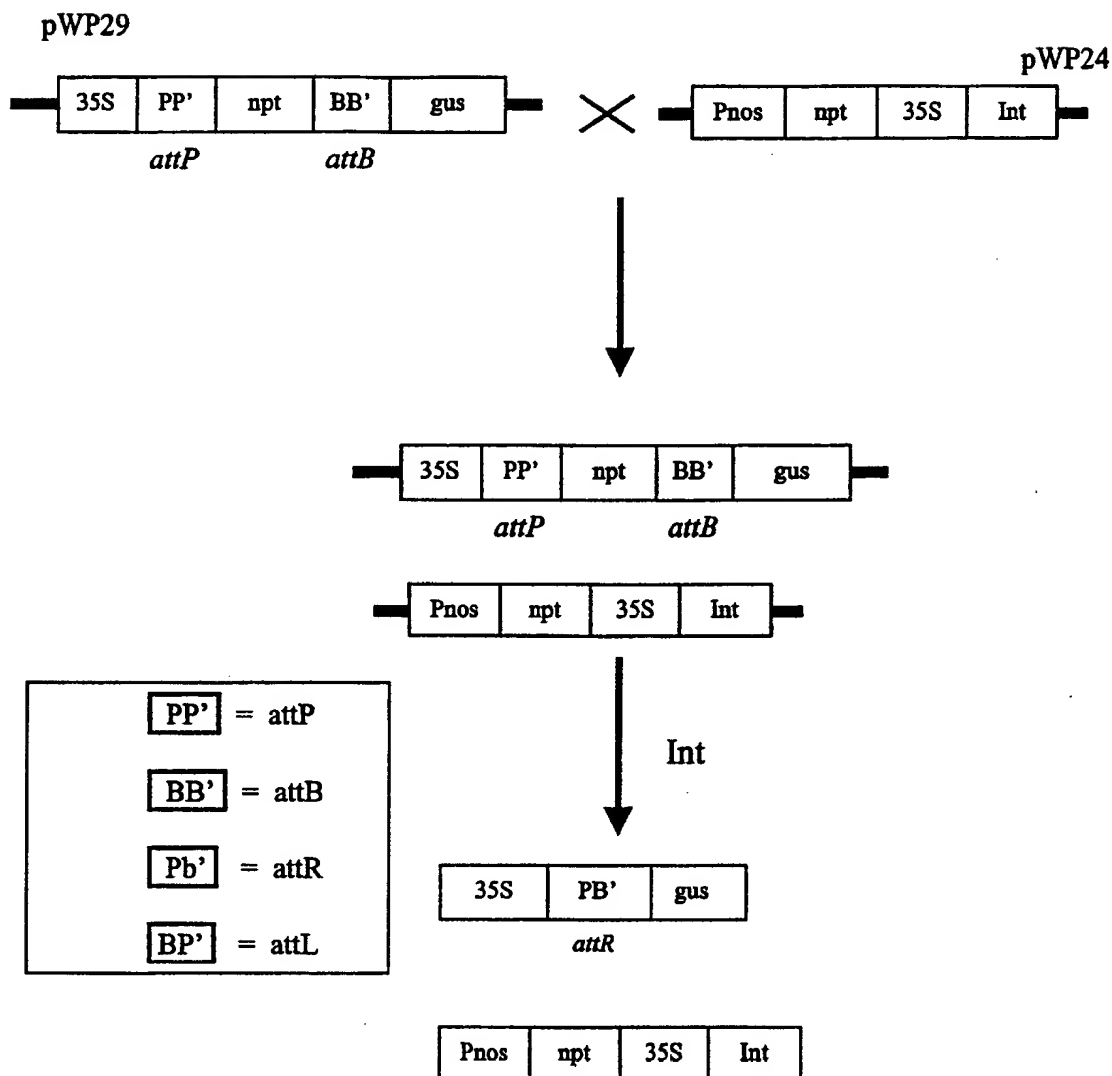 pWP29
pWP24
35S PP' npt BB' gus
attP attB
Pnos npt 35S Int
35S PP' npt BB' gus
attP attB
Pnos npt 35S Int
Int
PP' = attP
BB' = attB
Pb' = attR
BP' = attL
35S PB' gus
attR
Pnos npt 35S Int